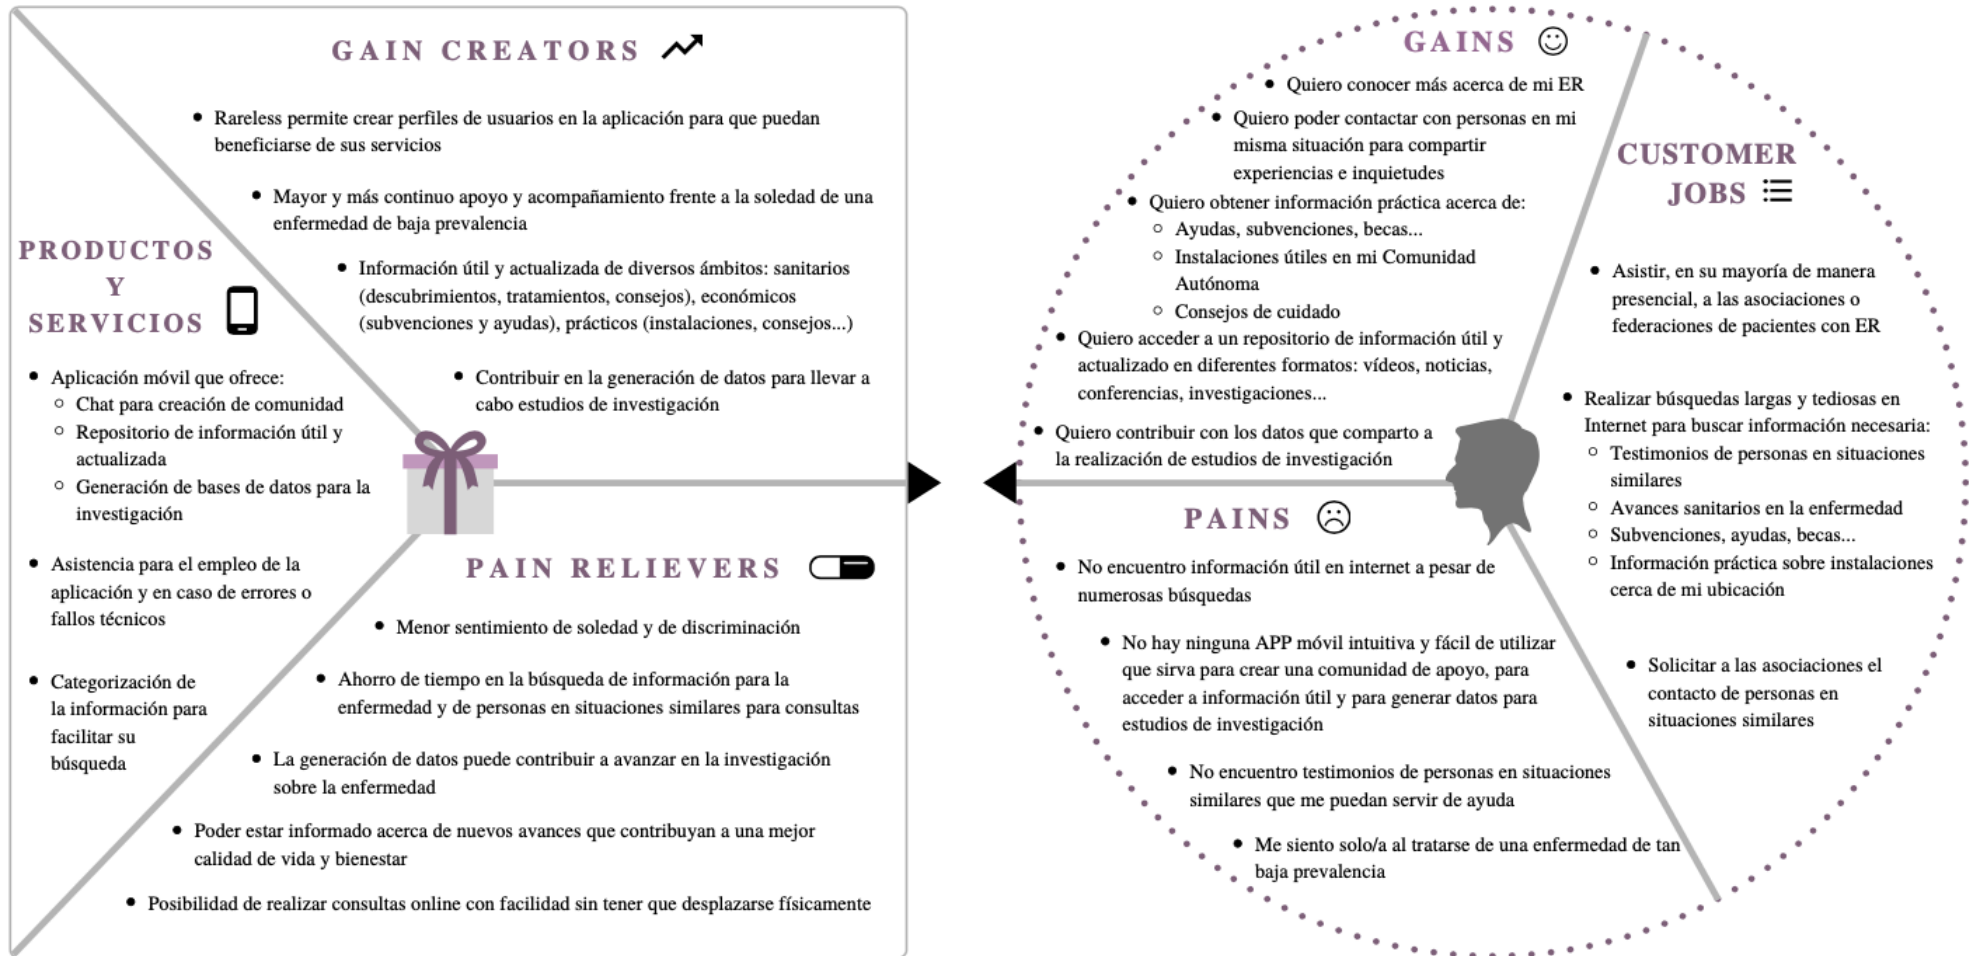 GAIN CREATORS
• Rareless permite crear perfiles de usuarios en la aplicación para que puedan
beneficiarse de sus servicios
• Mayor y más continuo apoyo y acompañamiento frente a la soledad de una
enfermedad de baja prevalencia
• Información útil y actualizada de diversos ámbitos: sanitarios
(descubrimientos, tratamientos, consejos), económicos
(subvenciones y ayudas), prácticos (instalaciones, consejos...)
• Contribuir en la generación de datos para llevar a
cabo estudios de investigación
PRODUCTOS
Y
SERVICIOS
• Aplicación móvil que ofrece:
○ Chat para creación de comunidad
○ Repositorio de información útil y
actualizada
○ Generación de bases de datos para la
investigación
• Asistencia para el empleo de la
aplicación y en caso de errores o
fallos técnicos
• Categorización de
la información para
facilitar su
búsqueda
PAIN RELIEVERS
• Menor sentimiento de soledad y de discriminación
• Ahorro de tiempo en la búsqueda de información para la
enfermedad y de personas en situaciones similares para consultas
• La generación de datos puede contribuir a avanzar en la investigación
sobre la enfermedad
• Poder estar informado acerca de nuevos avances que contribuyan a una mejor
calidad de vida y bienestar
• Posibilidad de realizar consultas online con facilidad sin tener que desplazarse físicamente
GAINS
• Quiero conocer más acerca de mi ER
• Quiero poder contactar con personas en mi
misma situación para compartir
experiencias e inquietudes
• Quiero obtener información práctica acerca de:
○ Ayudas, subvenciones, becas...
○ Instalaciones útiles en mi Comunidad
Autónoma
○ Consejos de cuidado
• Quiero acceder a un repositorio de información útil y
actualizado en diferentes formatos: vídeos, noticias,
conferencias, investigaciones...
• Quiero contribuir con los datos que comparto a
la realización de estudios de investigación
PAINS
• No encuentro información útil en internet a pesar de
numerosas búsquedas
• No hay ninguna APP móvil intuitiva y fácil de utilizar
que sirva para crear una comunidad de apoyo, para
acceder a información útil y para generar datos para
estudios de investigación
• No encuentro testimonios de personas en situaciones
similares que me puedan servir de ayuda
• Me siento solo/a al tratarse de una enfermedad de tan
baja prevalencia
CUSTOMER
JOBS
• Asistir, en su mayoría de manera
presencial, a las asociaciones o
federaciones de pacientes con ER
• Realizar búsquedas largas y tediosas en
Internet para buscar información necesaria:
○ Testimonios de personas en situaciones
similares
○ Avances sanitarios en la enfermedad
○ Subvenciones, ayudas, becas...
○ Información práctica sobre instalaciones
cerca de mi ubicación
• Solicitar a las asociaciones el
contacto de personas en
situaciones similares